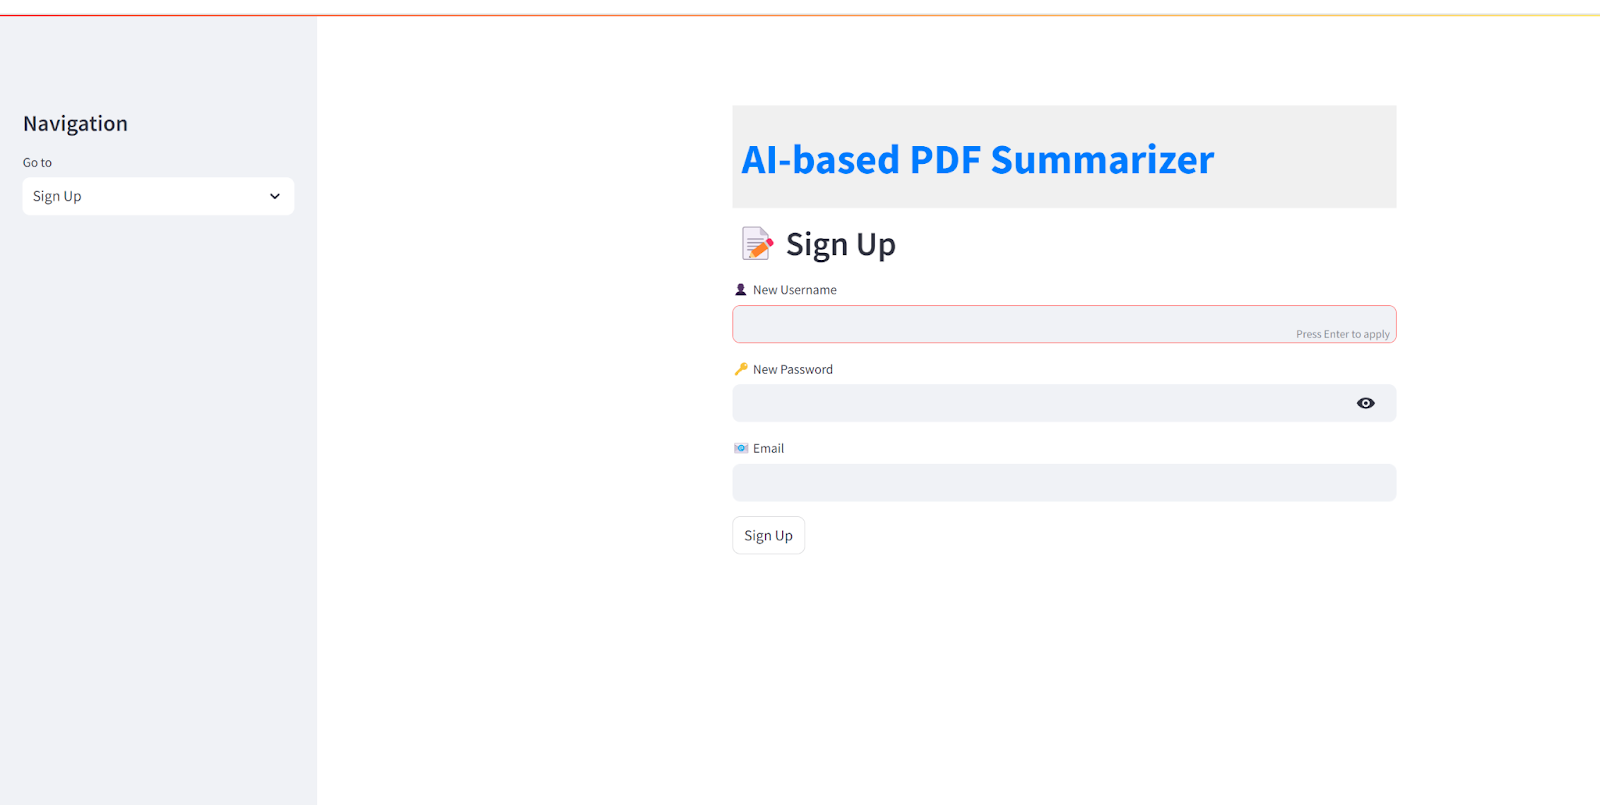 Navigation
Go to
Sign Up
AI-based PDF Summarizer
Sign Up
New Username
Press Enter to apply
New Password
Email
Sign Up